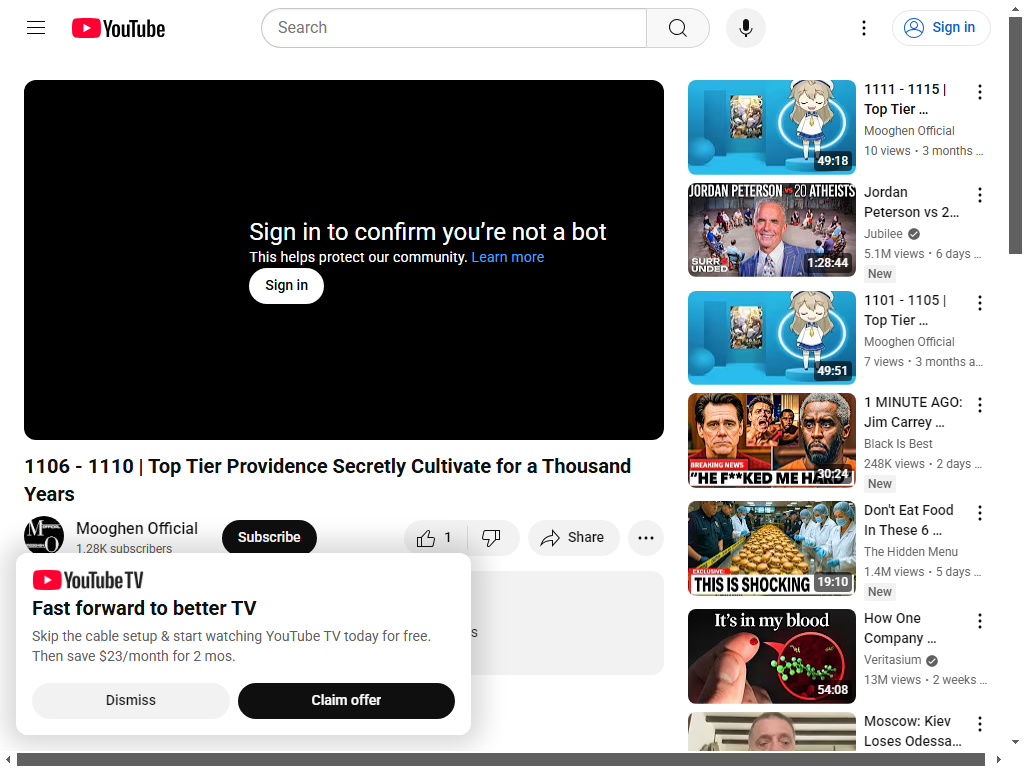 YouTube
Search
Sign in
Sign in to confirm you’re not a bot
This helps protect our community. Learn more
Sign in
1106 - 1110 | Top Tier Providence Secretly Cultivate for a Thousand
Years
Mooghen Official
1.28K subscribers
Subscribe
1
Share
s
YouTube TV
Fast forward to better TV
Skip the cable setup & start watching YouTube TV today for free.
Then save $23/month for 2 mos.
Dismiss
Claim offer
49:18
1111 - 1115 |
Top Tier …
Mooghen Official
10 views • 3 months …
JORDAN PETERSON VS 20 ATHEISTS
SURROUNDED
1:28:44
Jordan
Peterson vs 2…
Jubilee
5.1M views • 6 days …
New
49:51
1101 - 1105 |
Top Tier …
Mooghen Official
7 views • 3 months a…
BREAKING NEWS
"HE F**KED ME HARD
30:24
1 MINUTE AGO:
Jim Carrey …
Black Is Best
248K views • 2 days …
New
EXCLUSIVE:
THIS IS SHOCKING
19:10
Don't Eat Food
In These 6 …
The Hidden Menu
1.4M views • 5 days …
New
It's in my blood
54:08
How One
Company …
Veritasium
13M views • 2 weeks …
Moscow: Kiev
Loses Odessa…